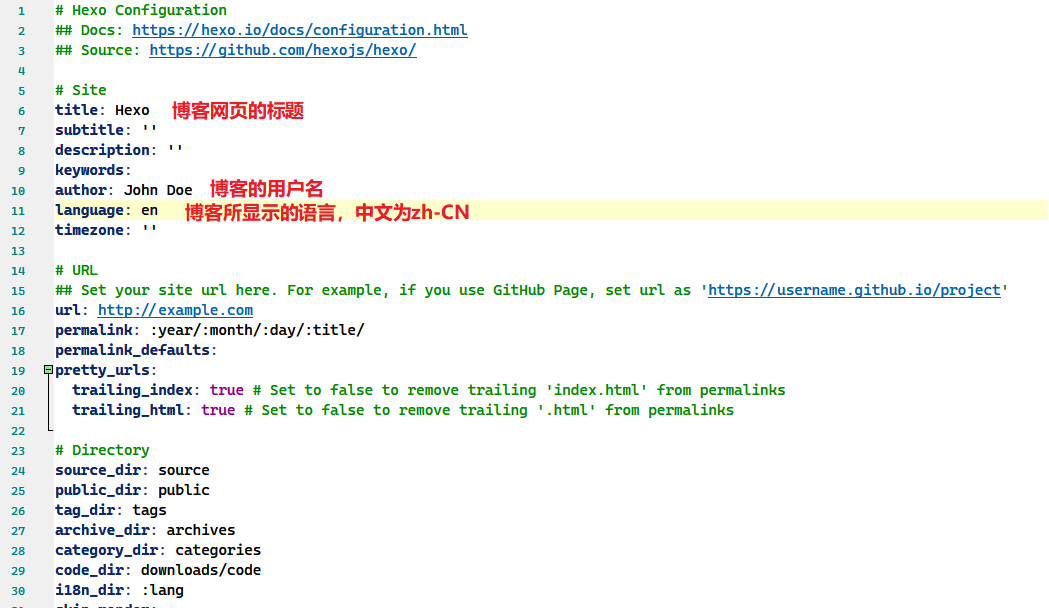 1 # Hexo Configuration
2 ## Docs: https://hexo.io/docs/configuration.html
3 ## Source: https://github.com/hexojs/hexo/
4
5 # Site
6 title: Hexo 博客网页的标题
7 subtitle: ''
8 description: ''
9 keywords:
10 author: John Doe 博客的用户名
11 language: en 博客所显示的语言，中文为zh-CN
12 timezone: ''
13
14 # URL
15 ## Set your site url here. For example, if you use GitHub Page, set url as 'https://username.github.io/project'
16 url: http://example.com
17 permalink: :year/:month/:day/:title/
18 permalink_defaults:
19 pretty_urls:
20 trailing_index: true # Set to false to remove trailing 'index.html' from permalinks
21 trailing_html: true # Set to false to remove trailing '.html' from permalinks
22
23 # Directory
24 source_dir: source
25 public_dir: public
26 tag_dir: tags
27 archive_dir: archives
28 category_dir: categories
29 code_dir: downloads/code
30 i18n_dir: :lang